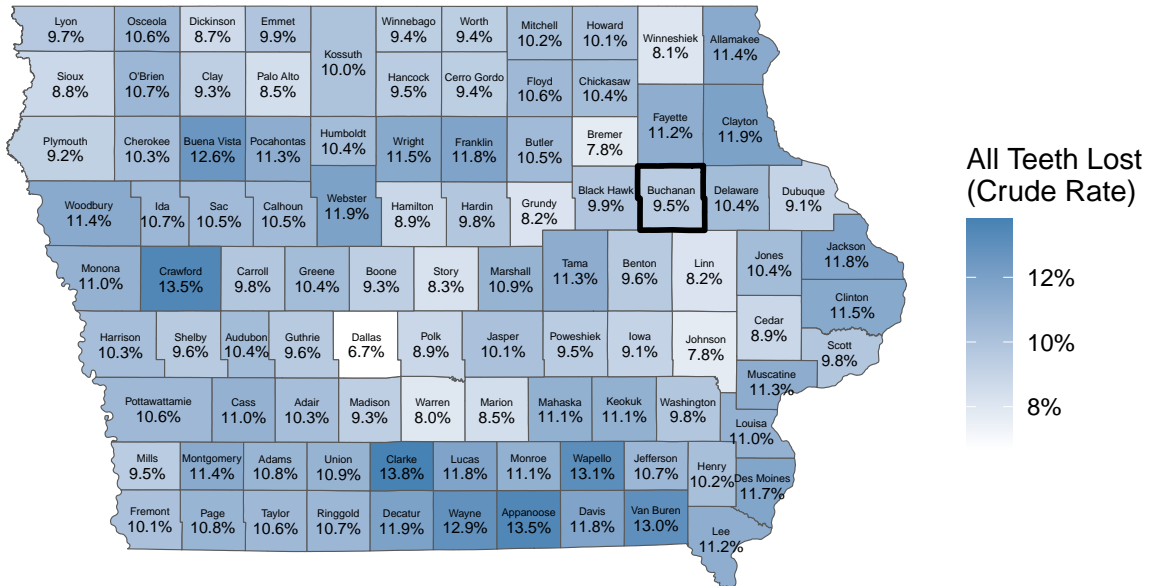 Lyon
9.7%
Osceola
10.6%
Dickinson
8.7%
Emmet
9.9%
Kossuth
10.0%
Winnebago
9.4%
Worth
9.4%
Mitchell
10.2%
Howard
10.1%
Winneshiek
8.1%
Allamakee
11.4%
Sioux
8.8%
O'Brien
10.7%
Clay
9.3%
Palo Alto
8.5%
Hancock
9.5%
Cerro Gordo
9.4%
Floyd
10.6%
Chickasaw
10.4%
Fayette
11.2%
Clayton
11.9%
Plymouth
9.2%
Cherokee
10.3%
Buena Vista
12.6%
Pocahontas
11.3%
Humboldt
10.4%
Wright
11.5%
Franklin
11.8%
Butler
10.5%
Bremer
7.8%
Woodbury
11.4%
Ida
10.7%
Sac
10.5%
Calhoun
10.5%
Webster
11.9%
Hamilton
8.9%
Hardin
9.8%
Grundy
8.2%
Black Hawk
9.9%
Buchanan
9.5%
Delaware
10.4%
Dubuque
9.1%
Monona
11.0%
Crawford
13.5%
Carroll
9.8%
Greene
10.4%
Boone
9.3%
Story
8.3%
Marshall
10.9%
Tama
11.3%
Benton
9.6%
Linn
8.2%
Jones
10.4%
Jackson
11.8%
Clinton
11.5%
Harrison
10.3%
Shelby
9.6%
Audubon
10.4%
Guthrie
9.6%
Dallas
6.7%
Polk
8.9%
Jasper
10.1%
Poweshiek
9.5%
Iowa
9.1%
Johnson
7.8%
Cedar
8.9%
Scott
9.8%
Muscatine
11.3%
Pottawattamie
10.6%
Cass
11.0%
Adair
10.3%
Madison
9.3%
Warren
8.0%
Marion
8.5%
Mahaska
11.1%
Keokuk
11.1%
Washington
9.8%
Louisa
11.0%
Mills
9.5%
Montgomery
11.4%
Adams
10.8%
Union
10.9%
Clarke
13.8%
Lucas
11.8%
Monroe
11.1%
Wapello
13.1%
Jefferson
10.7%
Henry
10.2%
Des Moines
11.7%
Fremont
10.1%
Page
10.8%
Taylor
10.6%
Ringgold
10.7%
Decatur
11.9%
Wayne
12.9%
Appanoose
13.5%
Davis
11.8%
Van Buren
13.0%
Lee
11.2%
All Teeth Lost
(Crude Rate)
12%
10%
8%